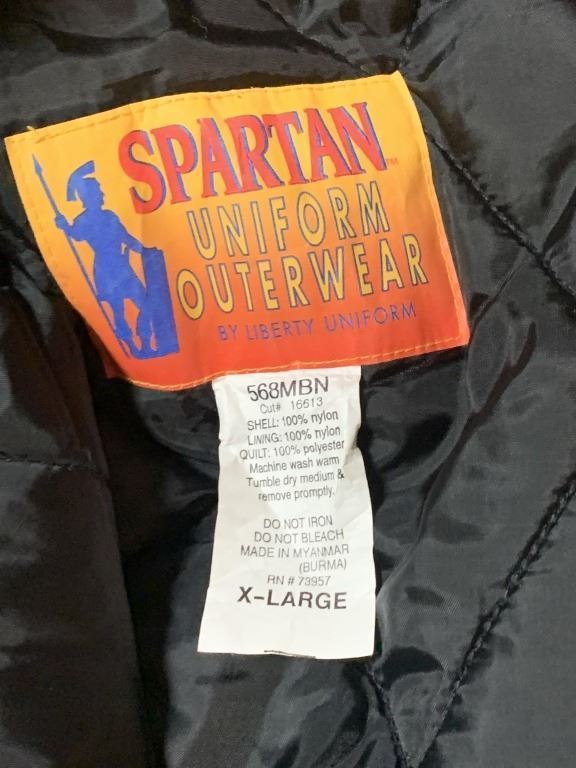 SPARTAN™
UNIFORM
OUTERWEAR
BY LIBERTY UNIFORM
568MBN
Cut# 16613
SHELL: 100% nylon
LINING: 100% nylon
QUILT: 100% polyester
Machine wash warm
Tumble dry medium &
remove promptly.
DO NOT IRON
DO NOT BLEACH
MADE IN MYANMAR
(BURMA)
RN # 73957
X-LARGE